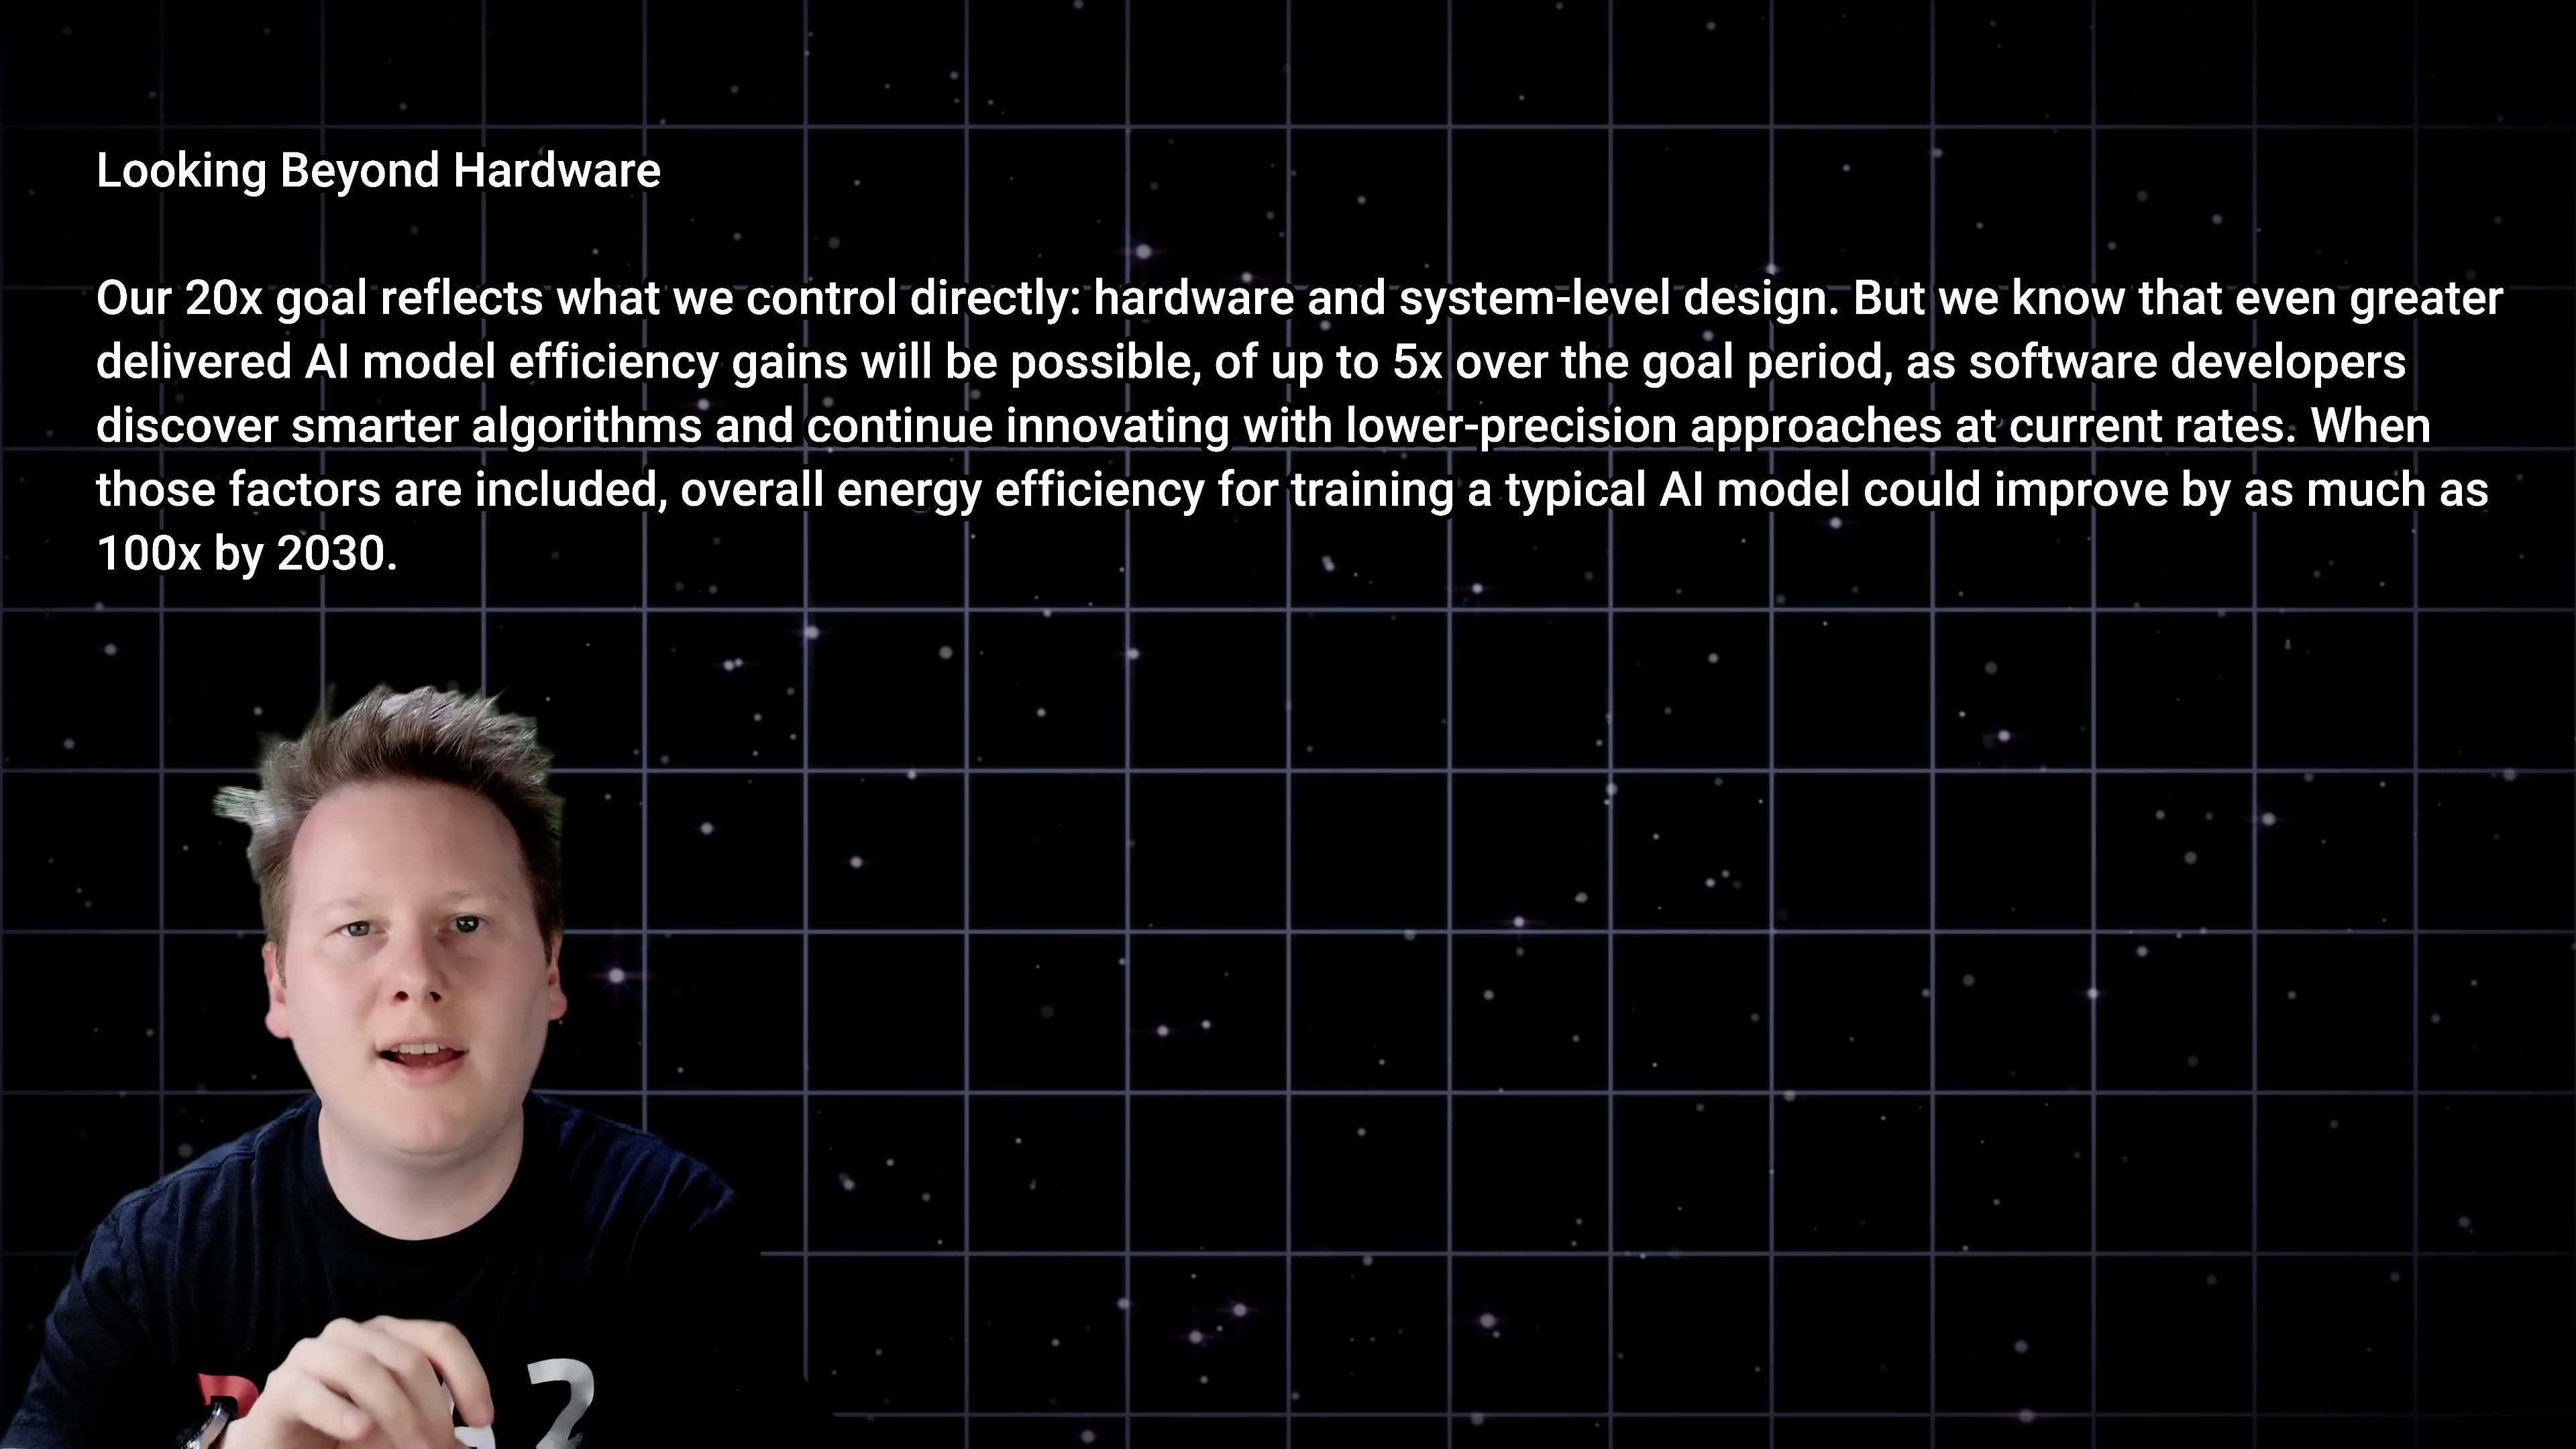 Looking Beyond Hardware
Our 20x goal reflects what we control directly: hardware and system-level design. But we know that even greater
delivered AI model efficiency gains will be possible, of up to 5x over the goal period, as software developers
discover smarter algorithms and continue innovating with lower-precision approaches at current rates. When
those factors are included, overall energy efficiency for training a typical AI model could improve by as much as
100x by 2030.
2